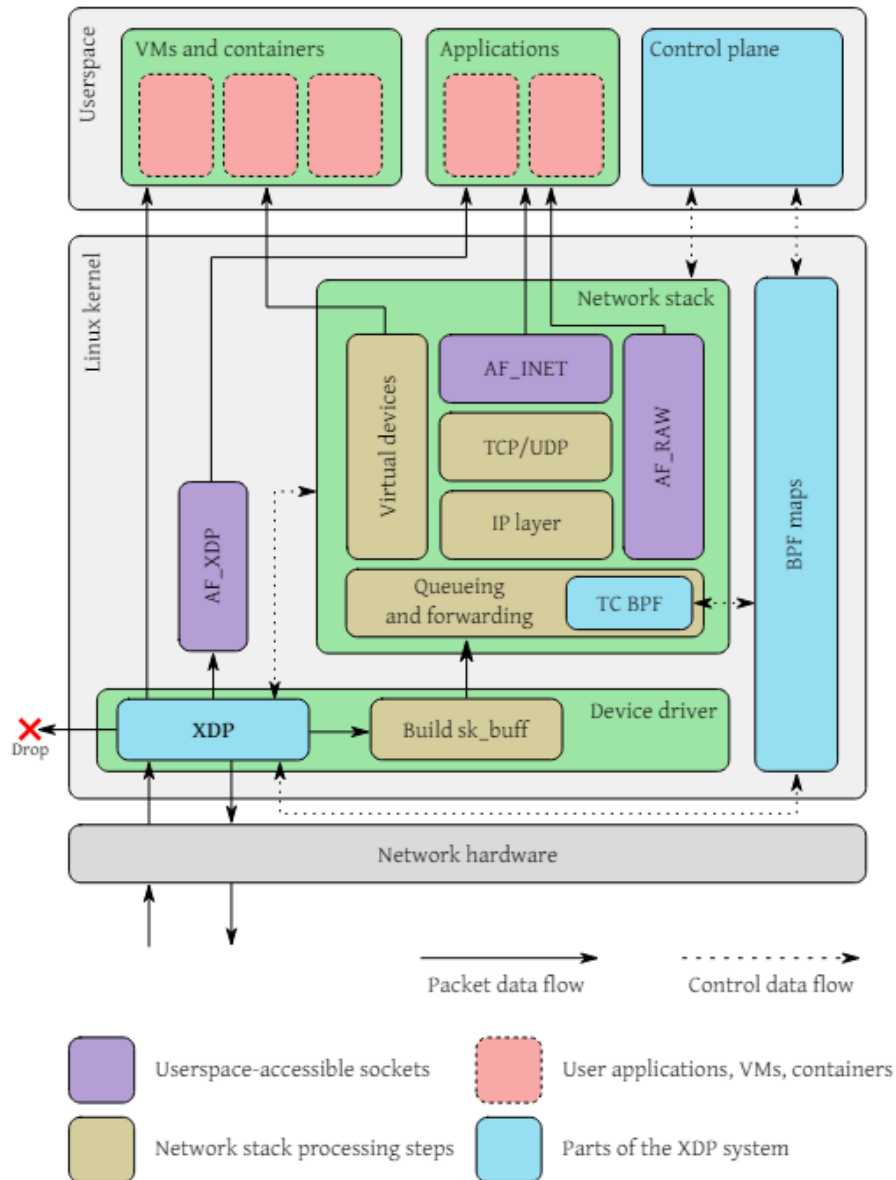 Userspace
VMs and containers
Applications
Control plane
Linux kernel
Network stack
Virtual devices
AF_INET
TCP/UDP
IP layer
AF_RAW
BPF maps
AF_XDP
Queueing
and forwarding
TC BPF
Device driver
XDP
Build sk_buff
Drop
Network hardware
Packet data flow
Control data flow
Userspace-accessible sockets
User applications, VMs, containers
Network stack processing steps
Parts of the XDP system